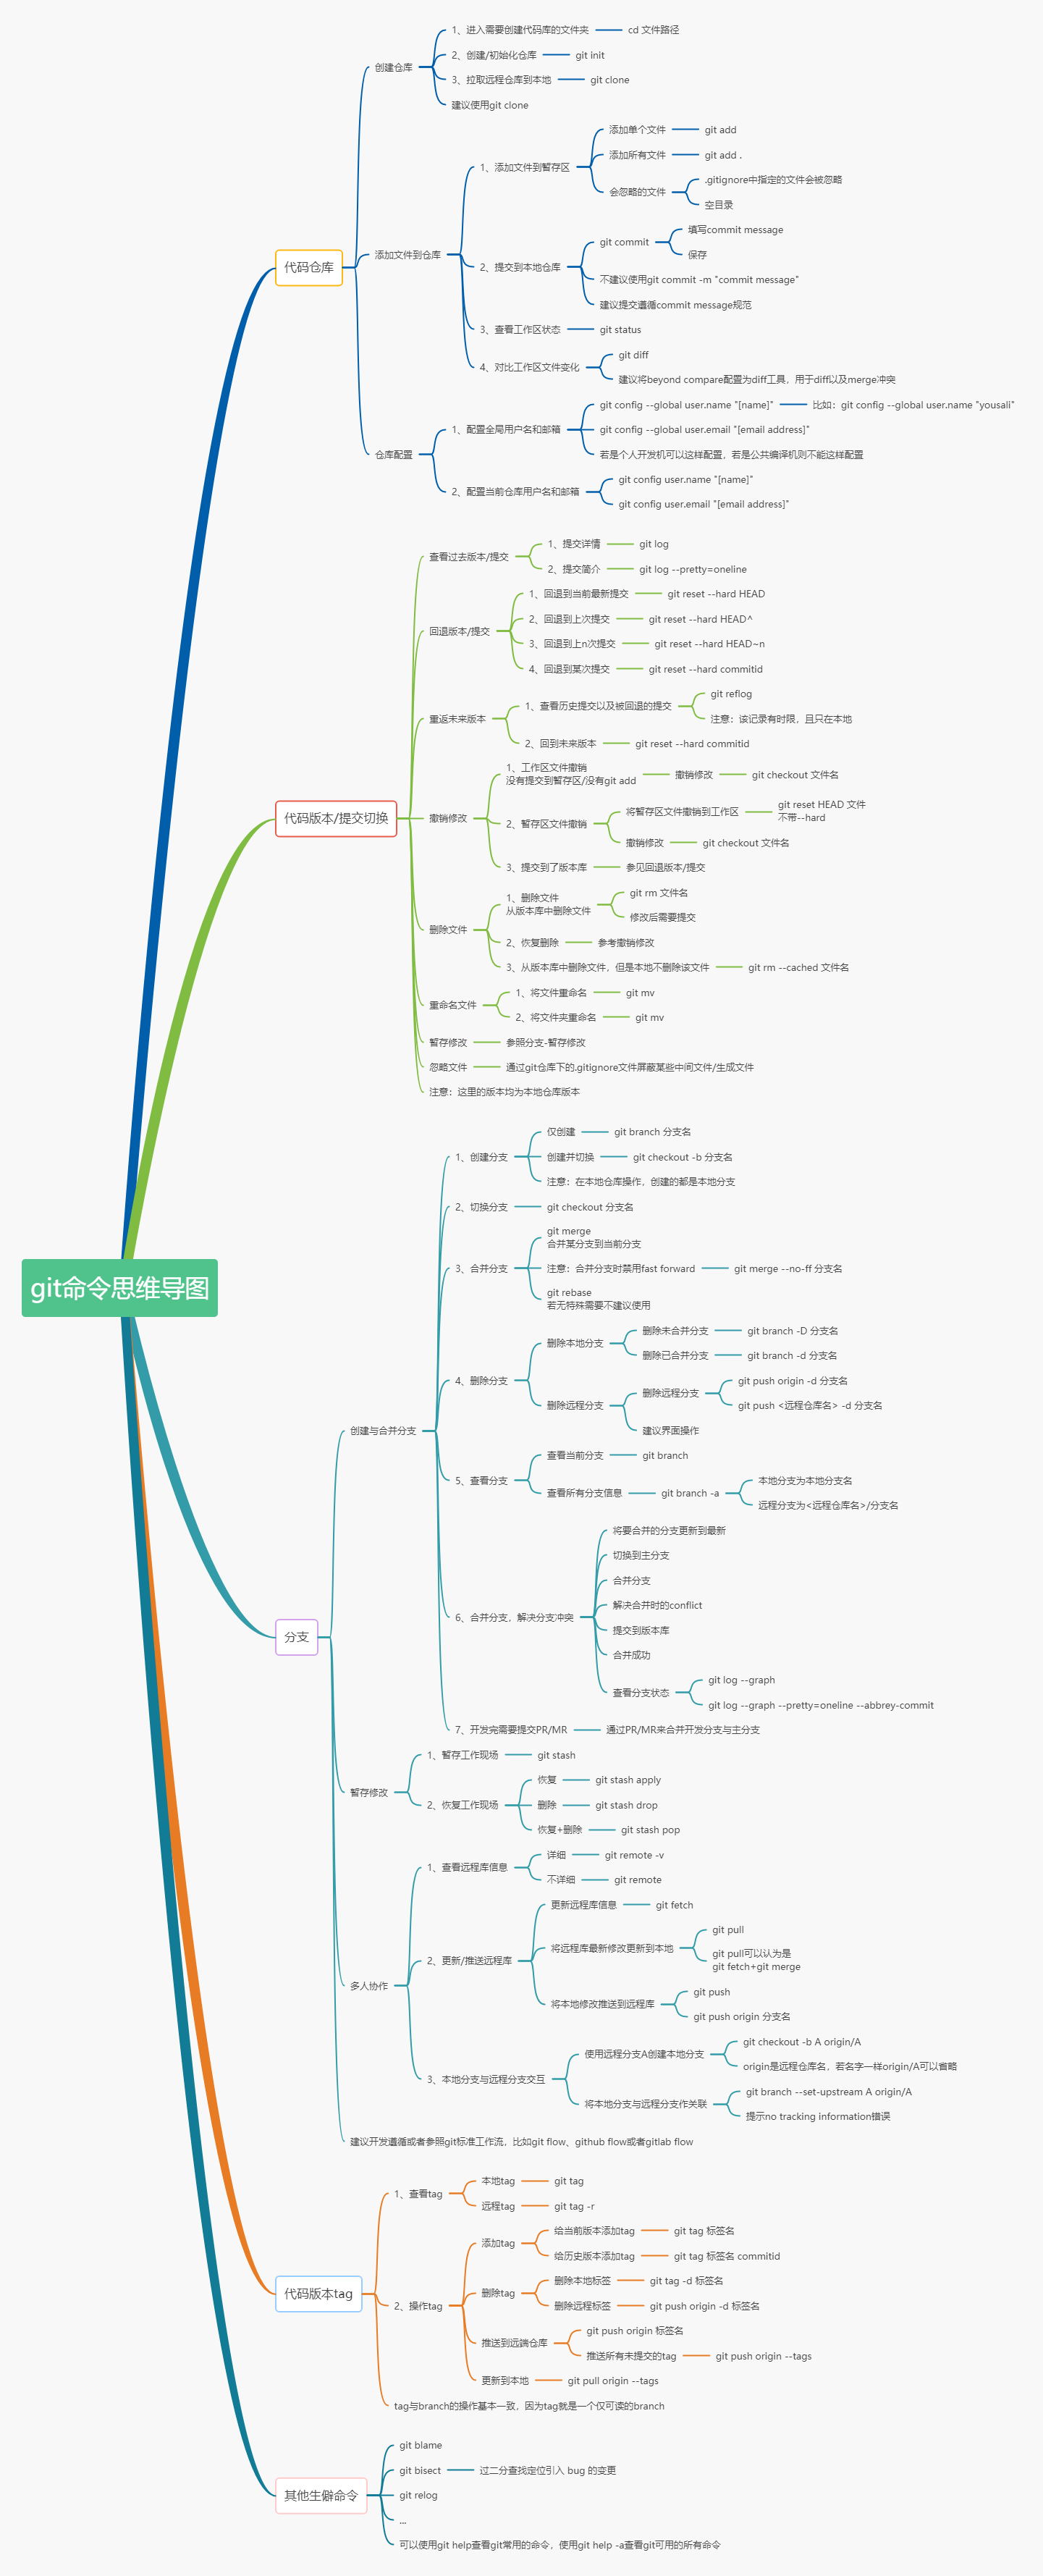 git命令思维导图
代码仓库
创建仓库
1、进入需要创建代码库的文件夹
cd 文件路径
2、创建/初始化仓库
git init
3、拉取远程仓库到本地
git clone
建议使用git clone
添加文件到仓库
1、添加文件到暂存区
添加单个文件
git add
添加所有文件
git add .
会忽略的文件
.gitignore中指定的文件会被忽略
空目录
2、提交到本地仓库
git commit
填写commit message
保存
不建议使用git commit -m "commit message"
建议提交遵循commit message规范
3、查看工作区状态
git status
4、对比工作区文件变化
git diff
建议将beyond compare配置为diff工具，用于diff以及merge冲突
仓库配置
1、配置全局用户名和邮箱
git config --global user.name "[name]"
比如：git config --global user.name "yousali"
git config --global user.email "[email address]"
若是个人开发机可以这样配置，若是公共编译机则不能这样配置
2、配置当前仓库用户名和邮箱
git config user.name "[name]"
git config user.email "[email address]"
代码版本/提交切换
查看过去版本/提交
1、提交详情
git log
2、提交简介
git log --pretty=oneline
回退版本/提交
1、回退到当前最新提交
git reset --hard HEAD
2、回退到上次提交
git reset --hard HEAD^
3、回退到上n次提交
git reset --hard HEAD~n
4、回退到某次提交
git reset --hard commitid
重返未来版本
1、查看历史提交以及被回退的提交
git reflog
注意：该记录有时限，且只在本地
2、回到未来版本
git reset --hard commitid
撤销修改
1、工作区文件撤销
没有提交到暂存区/没有git add
撤销修改
git checkout 文件名
2、暂存区文件撤销
将暂存区文件撤销到工作区
git reset HEAD 文件
不带--hard
撤销修改
git checkout 文件名
3、提交到了版本库
参见回退版本/提交
删除文件
1、删除文件
从版本库中删除文件
git rm 文件名
修改后需要提交
2、恢复删除
参考撤销修改
3、从版本库中删除文件，但是本地不删除该文件
git rm --cached 文件名
重命名文件
1、将文件重命名
git mv
2、将文件夹重命名
git mv
暂存修改
参照分支-暂存修改
忽略文件
通过git仓库下的.gitignore文件屏蔽某些中间文件/生成文件
注意：这里的版本均为本地仓库版本
分支
创建与合并分支
1、创建分支
仅创建
git branch 分支名
创建并切换
git checkout -b 分支名
注意：在本地仓库操作，创建的都是本地分支
2、切换分支
git checkout 分支名
3、合并分支
git merge
合并某分支到当前分支
注意：合并分支时禁用fast forward
git merge --no-ff 分支名
git rebase
若无特殊需要不建议使用
4、删除分支
删除本地分支
删除未合并分支
git branch -D 分支名
删除已合并分支
git branch -d 分支名
删除远程分支
删除远程分支
git push origin -d 分支名
git push <远程仓库名> -d 分支名
建议界面操作
5、查看分支
查看当前分支
git branch
查看所有分支信息
git branch -a
本地分支为本地分支名
远程分支为<远程仓库名>/分支名
6、合并分支，解决分支冲突
将要合并的分支更新到最新
切换到主分支
合并分支
解决合并时的conflict
提交到版本库
合并成功
查看分支状态
git log --graph
git log --graph --pretty=oneline --abbrey-commit
7、开发完需要提交PR/MR
通过PR/MR来合并开发分支与主分支
暂存修改
1、暂存工作现场
git stash
2、恢复工作现场
恢复
git stash apply
删除
git stash drop
恢复+删除
git stash pop
多人协作
1、查看远程库信息
详细
git remote -v
不详细
git remote
2、更新/推送远程库
更新远程库信息
git fetch
将远程库最新修改更新到本地
git pull
git pull可以认为是
git fetch+git merge
将本地修改推送到远程库
git push
git push origin 分支名
3、本地分支与远程分支交互
使用远程分支A创建本地分支
git checkout -b A origin/A
origin是远程仓库名，若名字一样origin/A可以省略
将本地分支与远程分支作关联
git branch --set-upstream A origin/A
提示no tracking information错误
建议开发遵循或者参照git标准工作流，比如git flow、github flow或者gitlab flow
代码版本tag
1、查看tag
本地tag
git tag
远程tag
git tag -r
2、操作tag
添加tag
给当前版本添加tag
git tag 标签名
给历史版本添加tag
git tag 标签名 commitid
删除tag
删除本地标签
git tag -d 标签名
删除远程标签
git push origin -d 标签名
推送到远端仓库
git push origin 标签名
推送所有未提交的tag
git push origin --tags
更新到本地
git pull origin --tags
tag与branch的操作基本一致，因为tag就是一个仅可读的branch
其他生僻命令
git blame
git bisect
过二分查找定位引入 bug 的变更
git relog
...
可以使用git help查看git常用的命令，使用git help -a查看git可用的所有命令